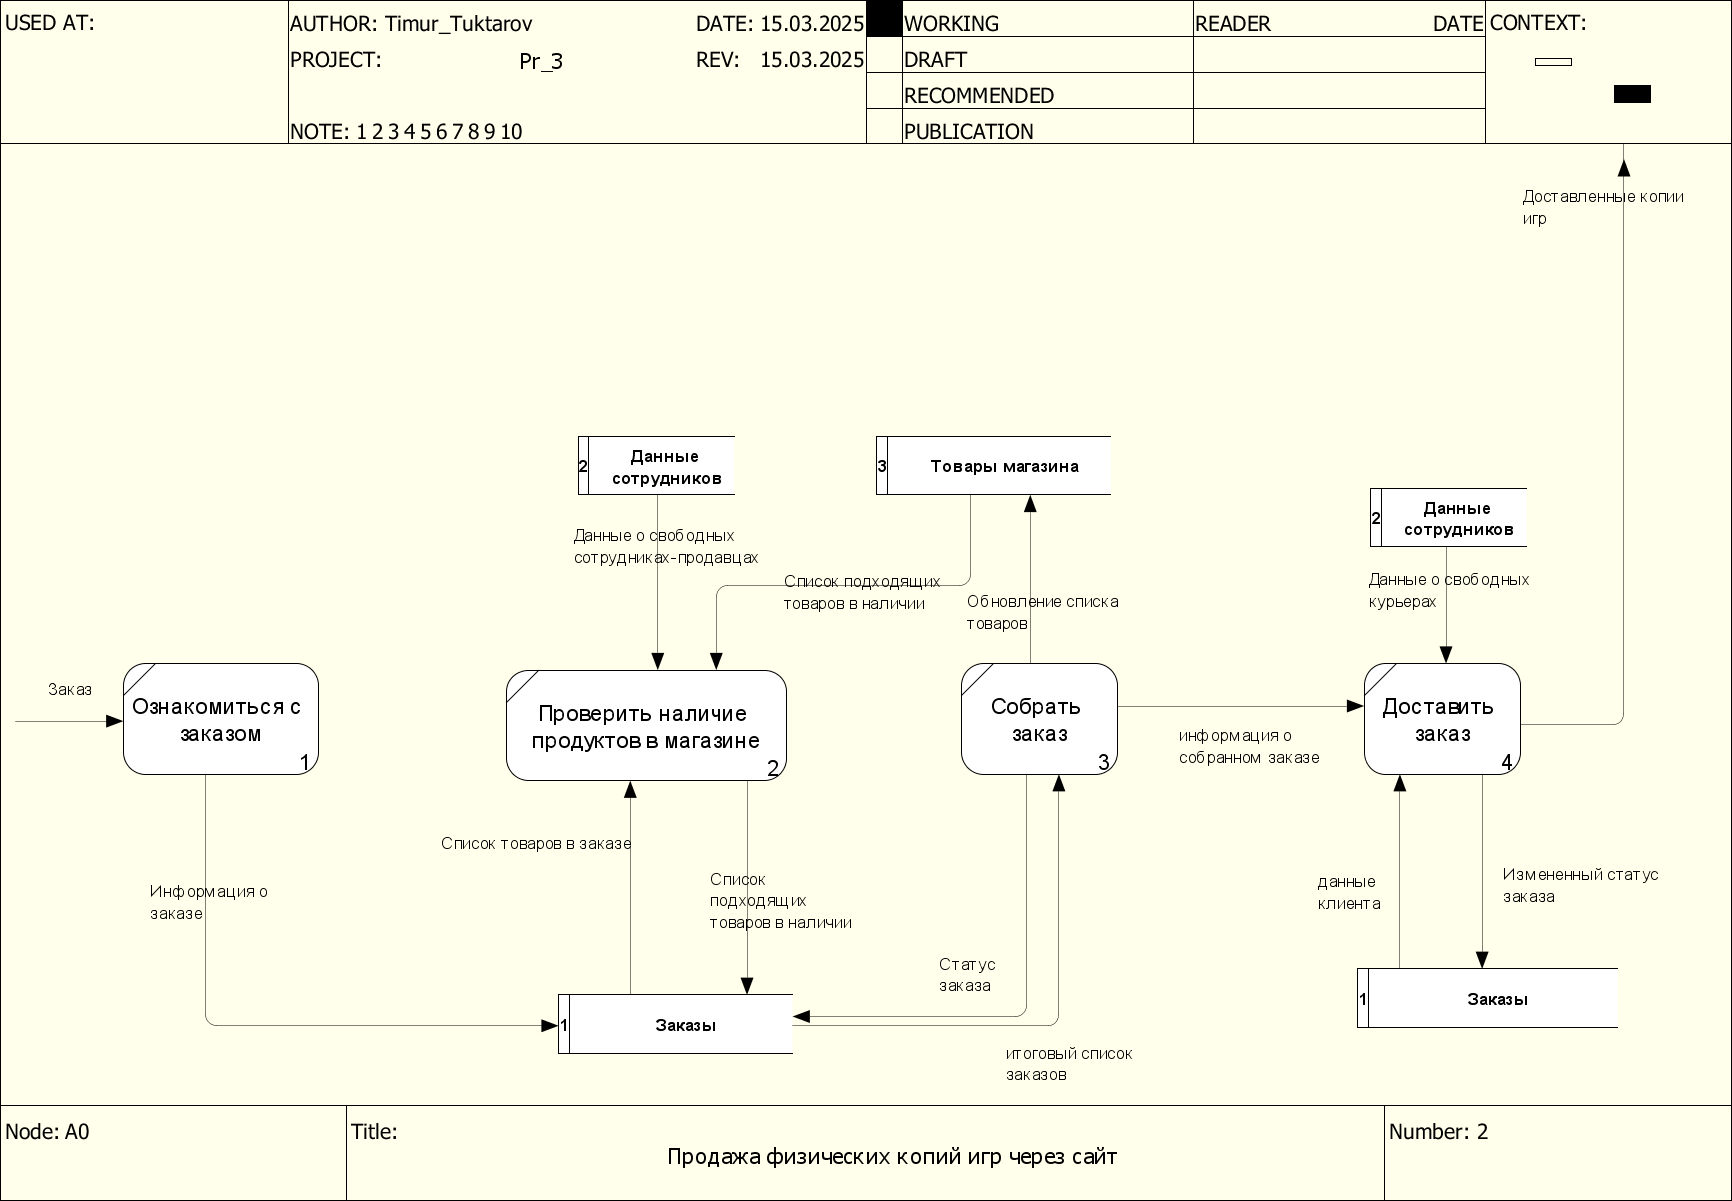 USED AT:
AUTHOR: Timur_Tuktarov
DATE: 15.03.2025
PROJECT:
Pr_3
REV: 15.03.2025
NOTE: 1 2 3 4 5 6 7 8 9 10
WORKING
DRAFT
RECOMMENDED
PUBLICATION
READER
DATE
CONTEXT:
Доставленные копии
игр
2
Данные
сотрудников
3
Товары магазина
2
Данные
сотрудников
Данные о свободных
сотрудниках-продавцах
Список подходящих
товаров в наличии
Обновление списка
товаров
Данные о свободных
курьерах
Заказ
Ознакомиться с
заказом
1
Проверить наличие
продуктов в магазине
2
Собрать
заказ
3
информация о
собранном заказе
Доставить
заказ
4
Информация о
заказе
Список товаров в заказе
Список
подходящих
товаров в наличии
Статус
заказа
данные
клиента
Измененный статус
заказа
1
Заказы
итоговый список
заказов
1
Заказы
Node: A0
Title:
Продажа физических копий игр через сайт
Number: 2